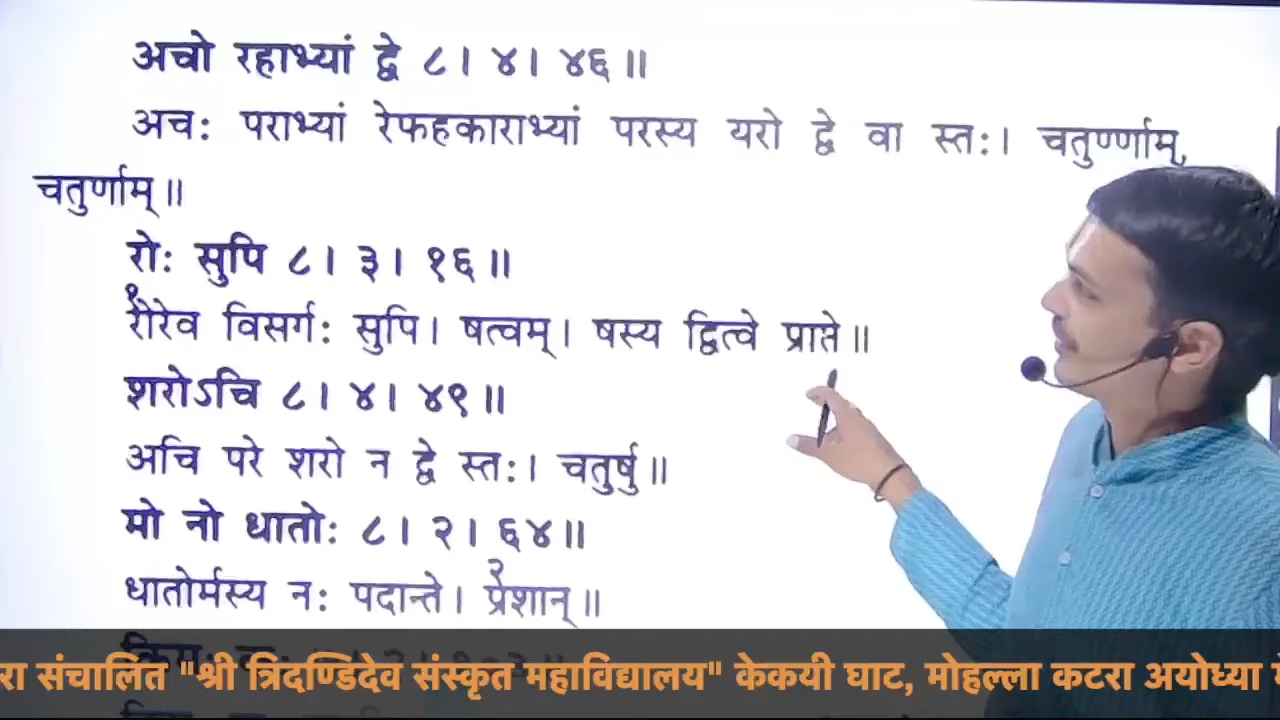 अचो रहाभ्यां द्वे ८। ४। ४६॥
अचः पराभ्यां रेफहकाराभ्यां परस्य यरो द्वे वा स्तः। चतुर्ण्णाम्,
चतुर्णाम्॥
रोः सुपि ८। ३। १६॥
१
रोरेव विसर्गः सुपि। षत्वम्। षस्य द्वित्वे प्राप्ते॥
शरोऽचि ८। ४। ४९॥
अचि परे शरो न द्वे स्तः। चतुर्षु॥
मो नो धातोः ८। २। ६४॥
२
धातोर्मस्य नः पदान्ते। प्रशान्॥
रा संचालित "श्री त्रिदण्डिदेव संस्कृत महाविद्यालय" केकयी घाट, मोहल्ला कटरा अयोध्या